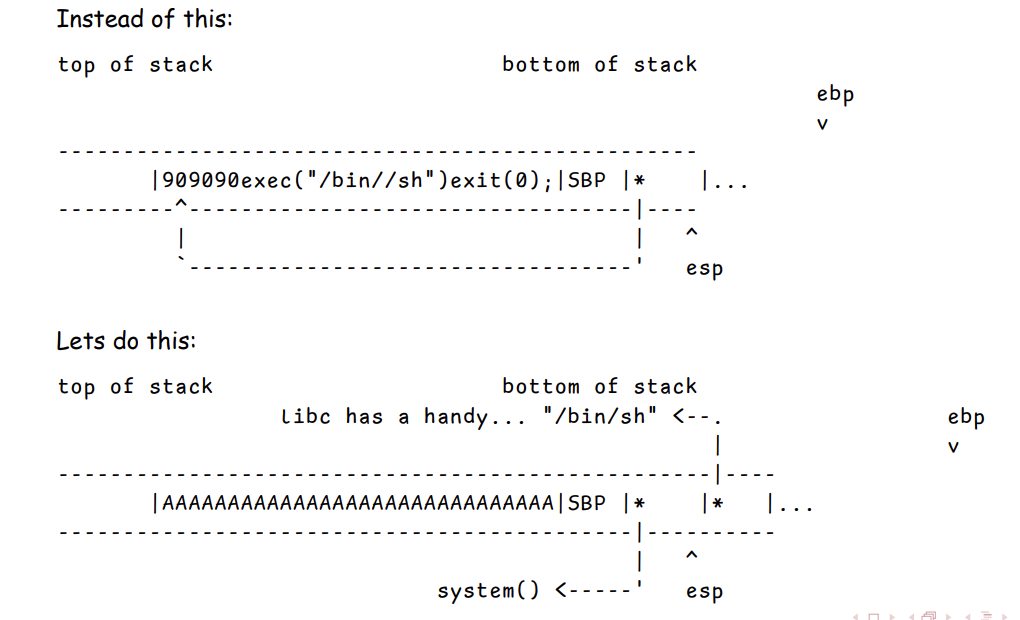 Instead of this:
top of stack                      bottom of stack
                                                          ebp
                                                          v
-------------------------------------------------
       |909090exec("/bin//sh")exit(0);|SBP |*    |...
---------^----------------------------------|----
         |                                  |   ^
         `----------------------------------'   esp
Lets do this:
top of stack                      bottom of stack
                 libc has a handy... "/bin/sh" <--.                 ebp
                                                  |                 v
--------------------------------------------------|----
       |AAAAAAAAAAAAAAAAAAAAAAAAAAAAAA|SBP |*    |*   |...
--------------------------------------------|----------
                                            |   ^
                             system() <-----'   esp